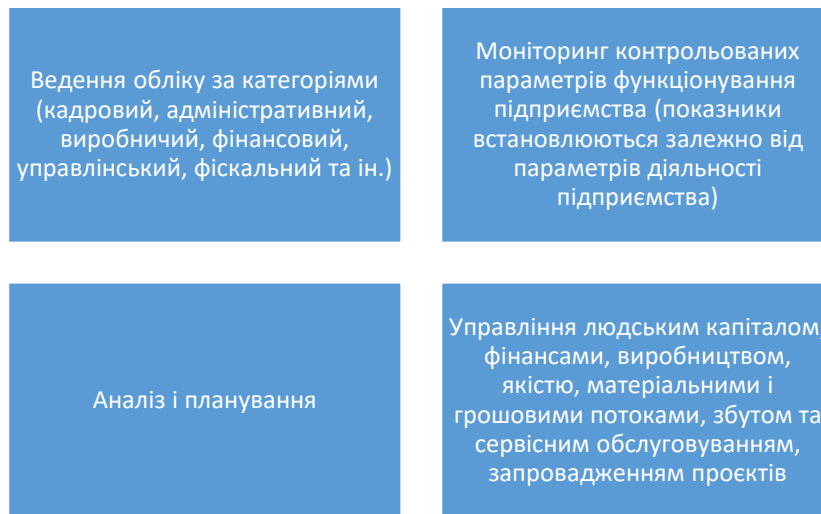 Ведення обліку за категоріями
(кадровий, адміністративний,
виробничий, фінансовий,
управлінський, фіскальний та ін.)
Моніторинг контрольованих
параметрів функціонування
підприємства (показники
встановлюються залежно від
параметрів діяльності
підприємства)
Аналіз і планування
Управління людським капіталом,
фінансами, виробництвом,
якістю, матеріальними і
грошовими потоками, збутом та
сервісним обслуговуванням,
запровадженням проєктів